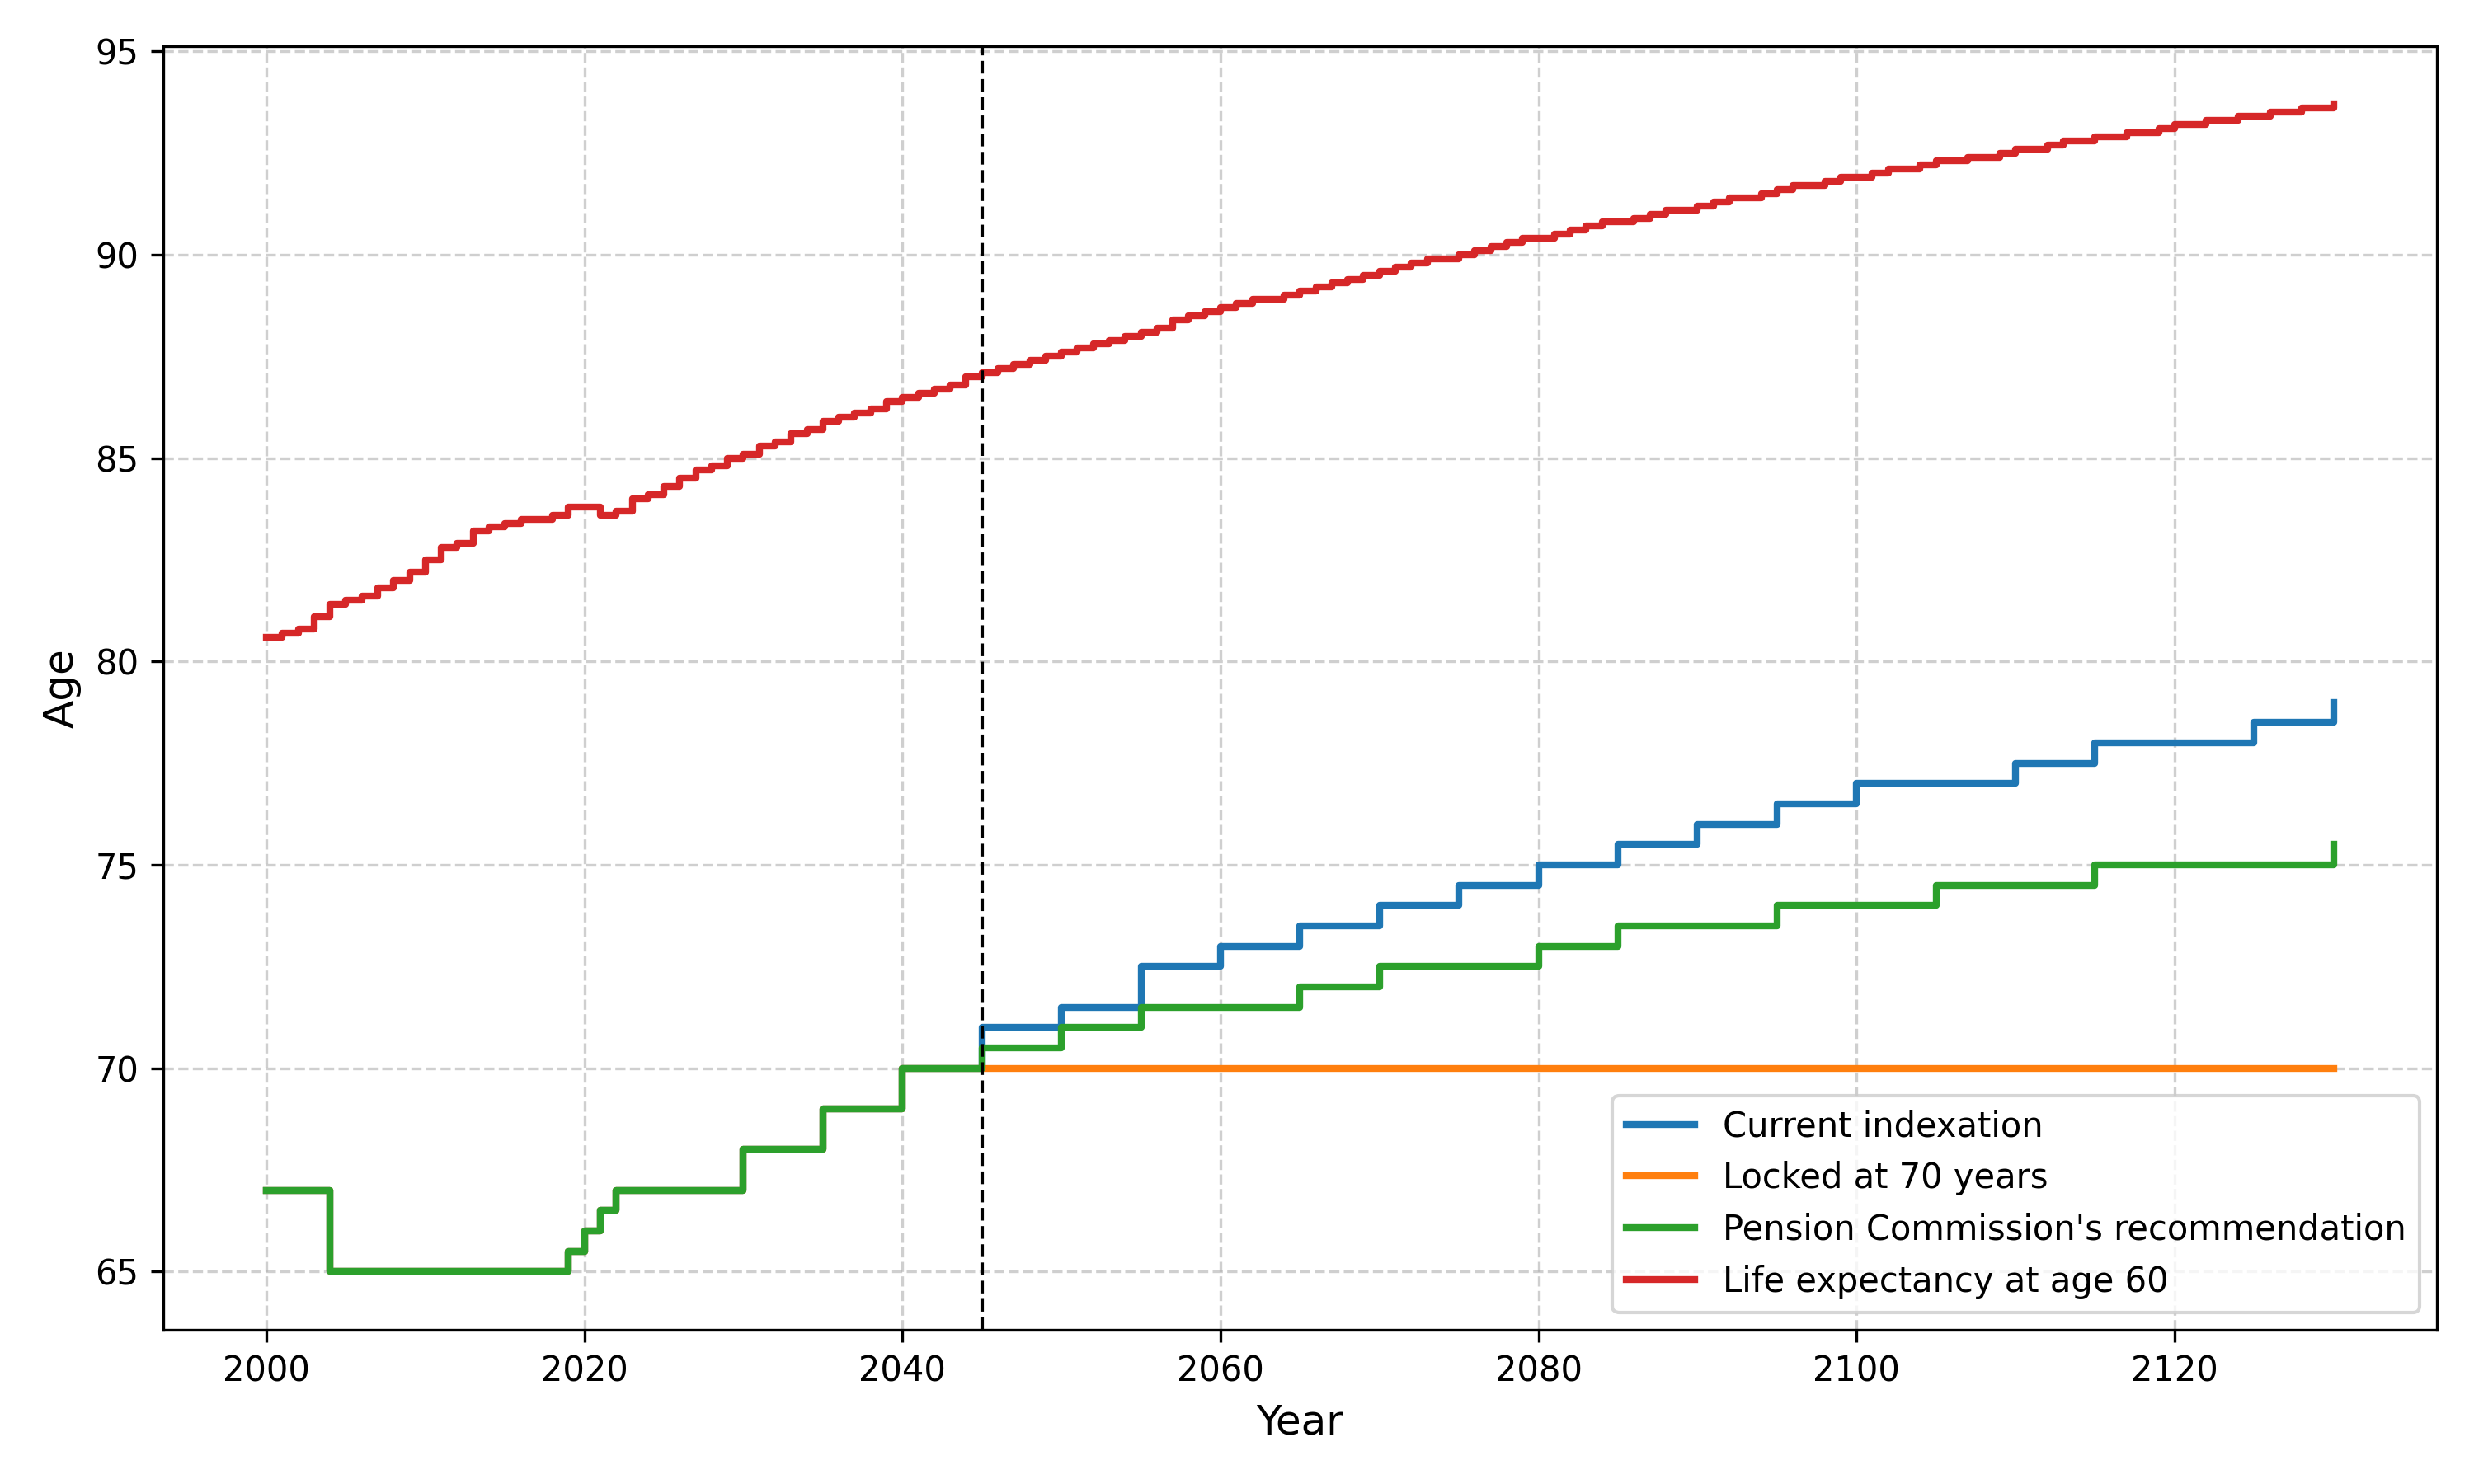 95
90
85
80
75
70
65
Age
2000 2020 2040 2060 2080 2100 2120
Year
Current indexation
Locked at 70 years
Pension Commission's recommendation
Life expectancy at age 60